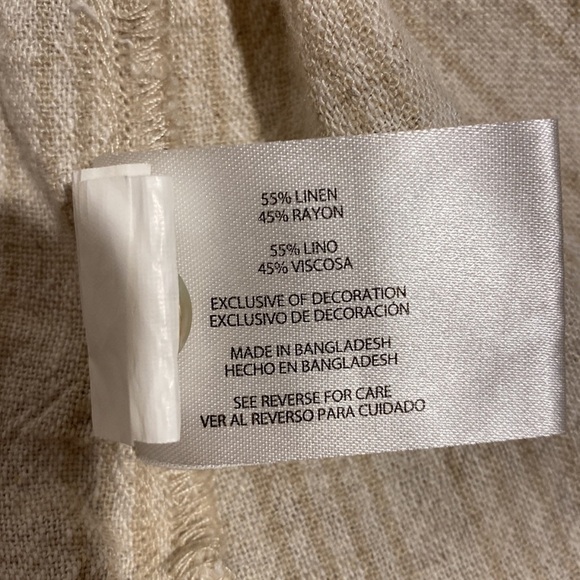 55% LINEN
45% RAYON
55% LINO
45% VISCOSA
EXCLUSIVE OF DECORATION
EXCLUSIVO DE DECORACIÓN
MADE IN BANGLADESH
HECHO EN BANGLADESH
SEE REVERSE FOR CARE
VER AL REVERSO PARA CUIDADO